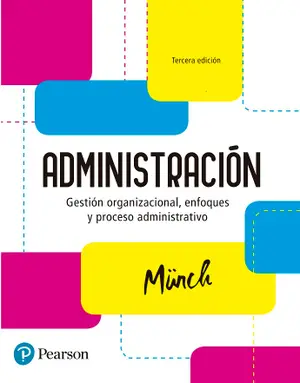 Tercera edición
ADMINISTRACIÓN
Gestión organizacional, enfoques
y proceso administrativo
Münch
Pearson